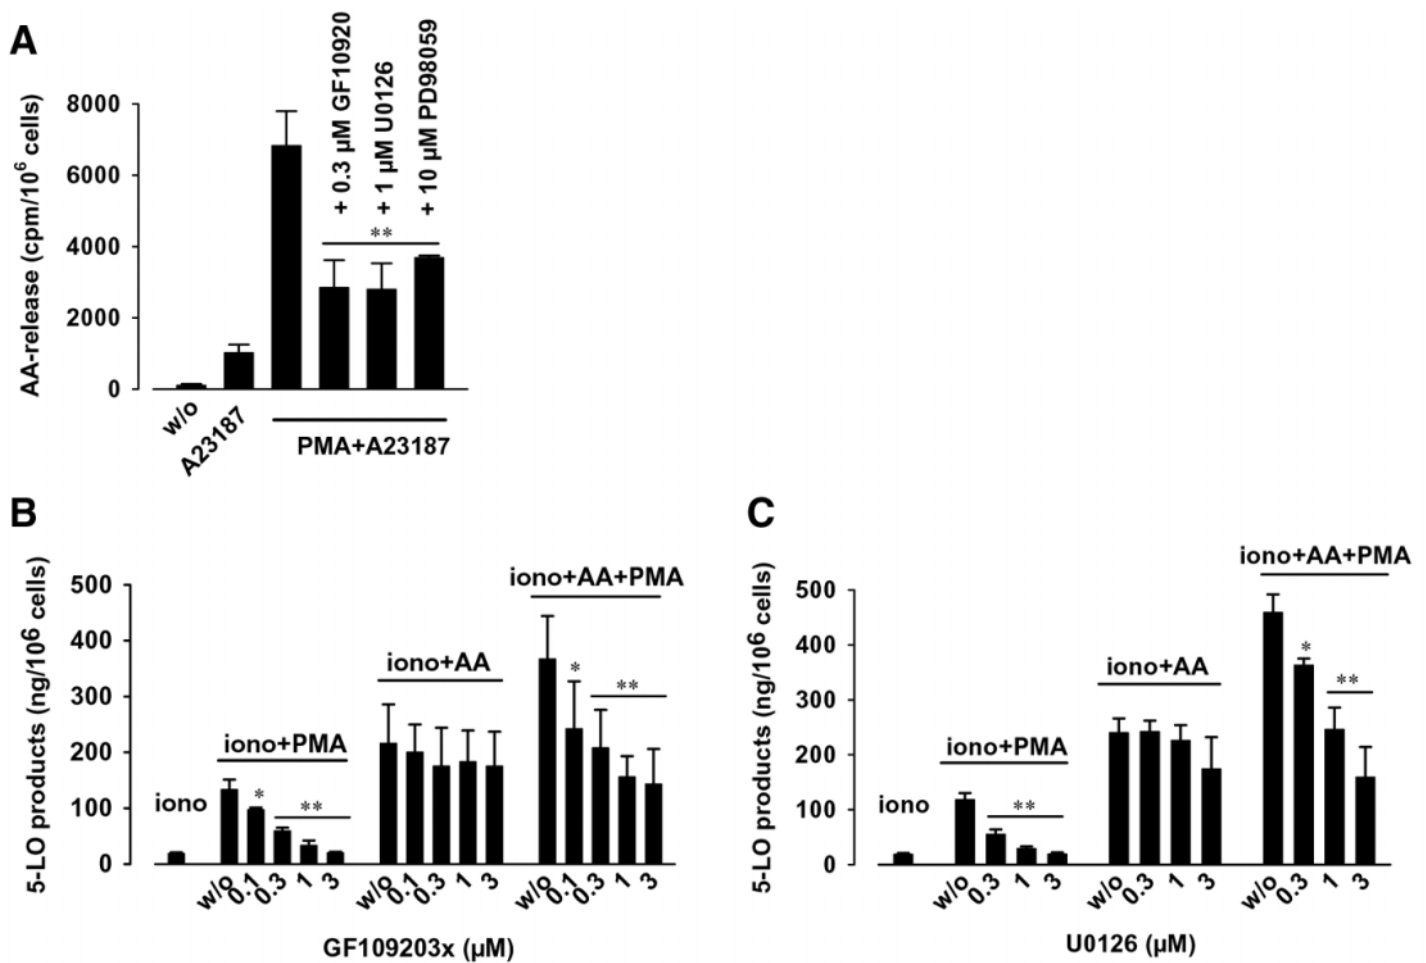 A
AA-release (cpm/10⁶ cells)
8000
6000
4000
2000
0
+ 0.3 µM GF10920
+ 1 µM U0126
+ 10 µM PD98059
**
w/o
A23187
PMA+A23187
B
5-LO products (ng/10⁶ cells)
500
400
300
200
100
0
iono
iono+PMA
*
**
iono+AA
iono+AA+PMA
*
**
w/o 0.1 0.3 1 3
w/o 0.1 0.3 1 3
w/o 0.1 0.3 1 3
GF109203x (µM)
C
5-LO products (ng/10⁶ cells)
500
400
300
200
100
0
iono
iono+PMA
**
iono+AA
iono+AA+PMA
*
**
w/o 0.3 1 3
w/o 0.3 1 3
w/o 0.3 1 3
U0126 (µM)